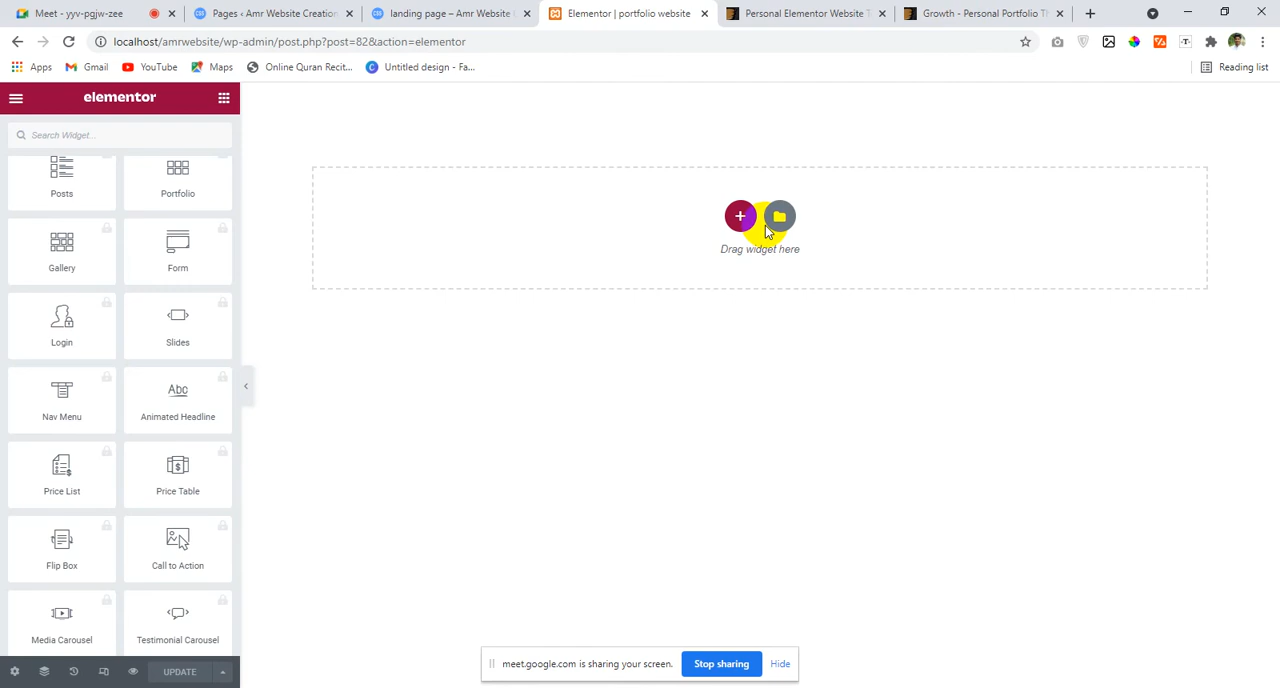 Meet - yyv-pgjw-zee
Pages ‹ Amr Website Creation
landing page – Amr Website
Elementor | portfolio website
Personal Elementor Website T
Growth - Personal Portfolio Th
localhost/amrwebsite/wp-admin/post.php?post=82&action=elementor
Apps
Gmail
YouTube
Maps
Online Quran Recit...
Untitled design - Fa...
Reading list
elementor
Search Widget...
Posts
Portfolio
Gallery
Form
Login
Slides
Nav Menu
Abc
Animated Headline
Price List
Price Table
Flip Box
Call to Action
Media Carousel
Testimonial Carousel
UPDATE
Drag widget here
meet.google.com is sharing your screen.
Stop sharing
Hide